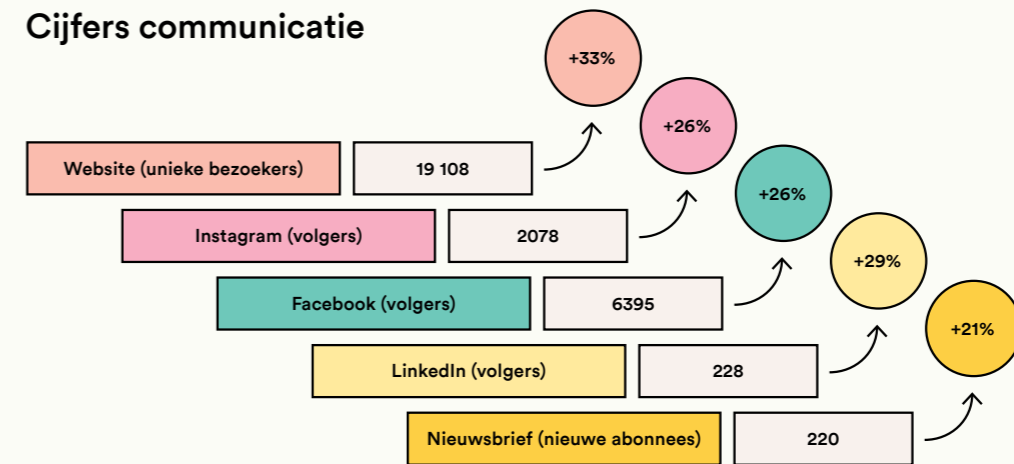 Cijfers communicatie
+33%
Website (unieke bezoekers) 19 108
+26%
Instagram (volgers) 2078
+26%
Facebook (volgers) 6395
+29%
LinkedIn (volgers) 228
+21%
Nieuwsbrief (nieuwe abonnees) 220